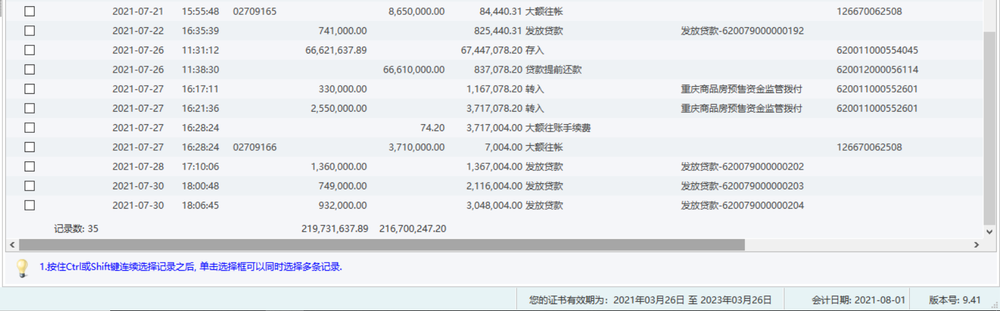 2021-07-21 15:55:48 02709165 8,650,000.00 84,440.31 大额往帐 126670062508
2021-07-22 16:35:39 741,000.00 825,440.31 发放贷款 发放贷款-620079000000192
2021-07-26 11:31:12 66,621,637.89 67,447,078.20 存入 620011000554045
2021-07-26 11:38:30 66,610,000.00 837,078.20 贷款提前还款 620012000056114
2021-07-27 16:17:11 330,000.00 1,167,078.20 转入 重庆商品房预售资金监管拨付 620011000552601
2021-07-27 16:21:36 2,550,000.00 3,717,078.20 转入 重庆商品房预售资金监管拨付 620011000552601
2021-07-27 16:28:24 74.20 3,717,004.00 大额往账手续费
2021-07-27 16:28:24 02709166 3,710,000.00 7,004.00 大额往帐 126670062508
2021-07-28 17:10:06 1,360,000.00 1,367,004.00 发放贷款 发放贷款-620079000000202
2021-07-30 18:00:48 749,000.00 2,116,004.00 发放贷款 发放贷款-620079000000203
2021-07-30 18:06:45 932,000.00 3,048,004.00 发放贷款 发放贷款-620079000000204
记录数: 35 219,731,637.89 216,700,247.20
1.按住Ctrl或Shift键连续选择记录之后, 单击选择框可以同时选择多条记录.
您的证书有效期为：2021年03月26日 至 2023年03月26日 会计日期: 2021-08-01 版本号: 9.41